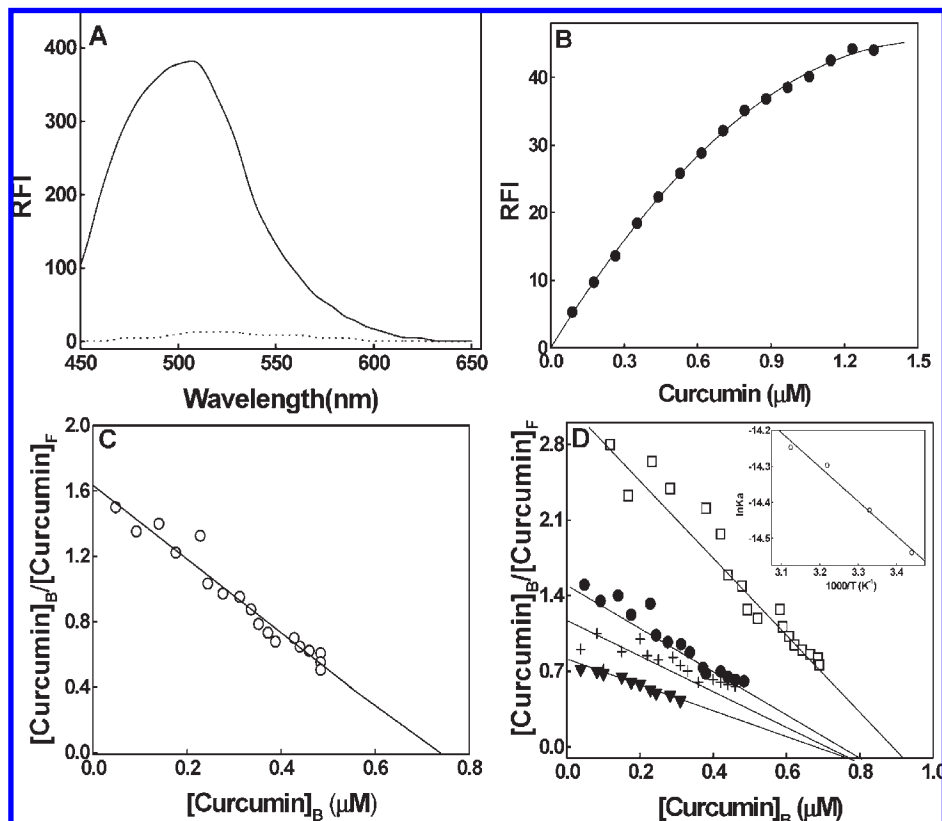 A
RFI
400
300
200
100
0
450 500 550 600 650
Wavelength(nm)
B
RFI
40
30
20
10
0
0.0 0.3 0.6 0.9 1.2 1.5
Curcumin (μM)
C
[Curcumin]B/[Curcumin]F
2.0
1.6
1.2
0.8
0.4
0.0
0.0 0.2 0.4 0.6 0.8
[Curcumin]B (μM)
D
[Curcumin]B/[Curcumin]F
2.8
2.1
1.4
0.7
0.0
0.0 0.2 0.4 0.6 0.8 1.0
[Curcumin]B (μM)
lnKa
-14.2
-14.3
-14.4
-14.5
3.1 3.2 3.3 3.4
1000/T (K⁻¹)